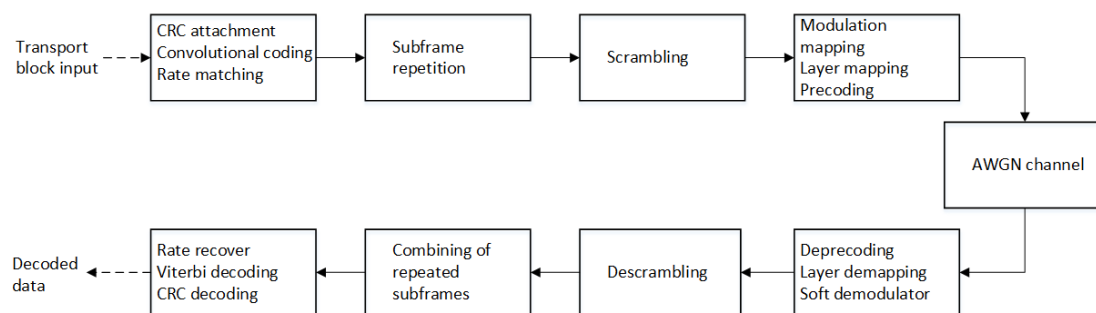 Transport
block input
CRC attachment
Convolutional coding
Rate matching
Subframe
repetition
Scrambling
Modulation
mapping
Layer mapping
Precoding
AWGN channel
Deprecoding
Layer demapping
Soft demodulator
Descrambling
Combining of
repeated
subframes
Rate recover
Viterbi decoding
CRC decoding
Decoded
data